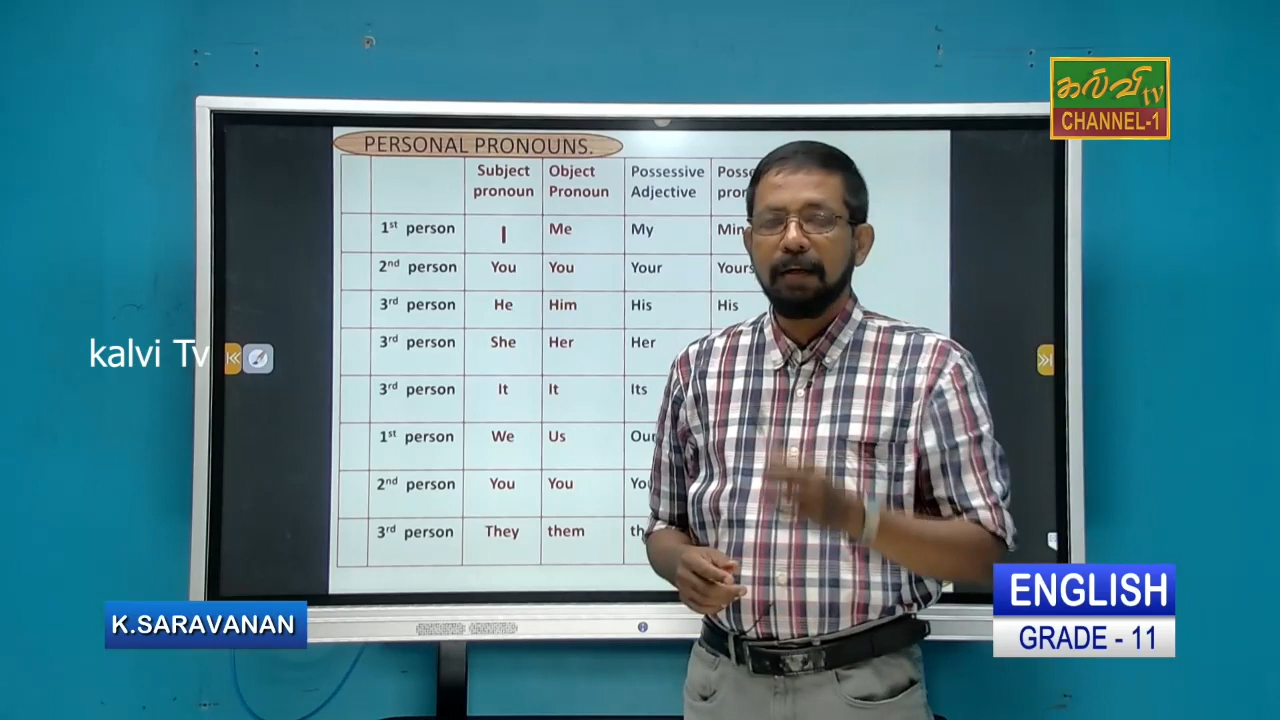 கல்வி tv
CHANNEL-1
PERSONAL PRONOUNS.
Subject pronoun Object Pronoun Possessive Adjective
1st person I Me My
2nd person You You Your Yours
3rd person He Him His His
3rd person She Her Her
3rd person It It Its
1st person We Us
2nd person You You
3rd person They them
kalvi Tv
K.SARAVANAN
ENGLISH
GRADE - 11